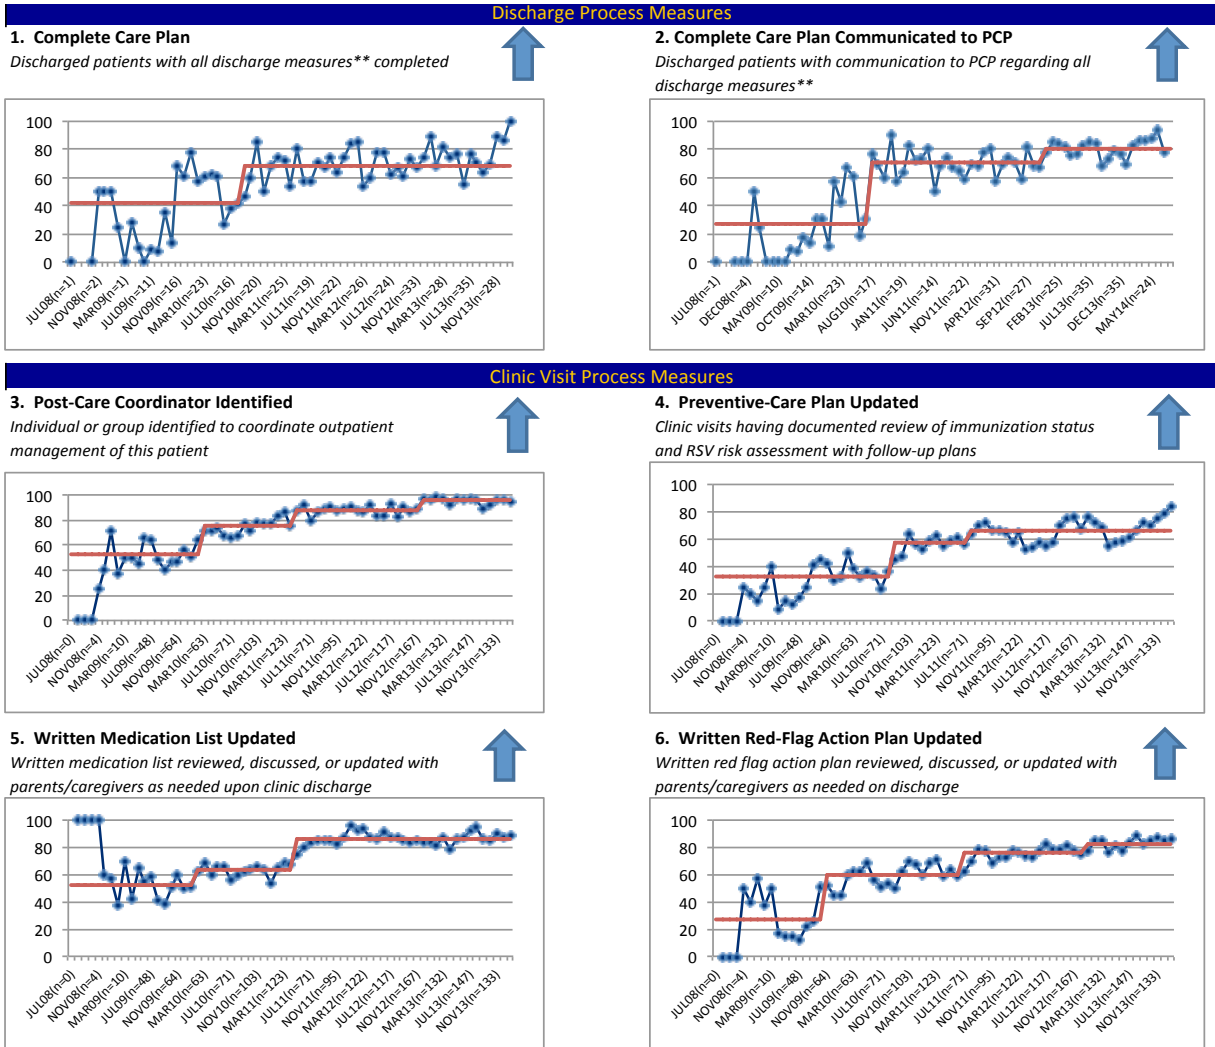 Discharge Process Measures
1. Complete Care Plan
Discharged patients with all discharge measures** completed
2. Complete Care Plan Communicated to PCP
Discharged patients with communication to PCP regarding all
discharge measures**
100
80
60
40
20
0
JUL08(n=1)
NOV08(n=2)
MAR09(n=1)
JUL09(n=11)
NOV09(n=16)
MAR10(n=23)
JUL10(n=16)
NOV10(n=20)
MAR11(n=25)
JUL11(n=19)
NOV11(n=22)
MAR12(n=26)
JUL12(n=24)
NOV12(n=33)
MAR13(n=28)
JUL13(n=35)
NOV13(n=28)
100
80
60
40
20
0
JUL08(n=1)
DEC08(n=4)
MAY09(n=10)
OCT09(n=14)
MAR10(n=23)
AUG10(n=17)
JAN11(n=19)
JUN11(n=14)
NOV11(n=22)
APR12(n=31)
SEP12(n=27)
FEB13(n=25)
JUL13(n=35)
DEC13(n=35)
MAY14(n=24)
Clinic Visit Process Measures
3. Post-Care Coordinator Identified
Individual or group identified to coordinate outpatient
management of this patient
4. Preventive-Care Plan Updated
Clinic visits having documented review of immunization status
and RSV risk assessment with follow-up plans
100
80
60
40
20
0
JUL08(n=0)
NOV08(n=4)
MAR09(n=10)
JUL09(n=48)
NOV09(n=64)
MAR10(n=63)
JUL10(n=71)
NOV10(n=103)
MAR11(n=123)
JUL11(n=71)
NOV11(n=95)
MAR12(n=122)
JUL12(n=117)
NOV12(n=167)
MAR13(n=132)
JUL13(n=147)
NOV13(n=133)
100
80
60
40
20
0
JUL08(n=0)
NOV08(n=4)
MAR09(n=10)
JUL09(n=48)
NOV09(n=64)
MAR10(n=63)
JUL10(n=71)
NOV10(n=103)
MAR11(n=123)
JUL11(n=71)
NOV11(n=95)
MAR12(n=122)
JUL12(n=117)
NOV12(n=167)
MAR13(n=132)
JUL13(n=147)
NOV13(n=133)
5. Written Medication List Updated
Written medication list reviewed, discussed, or updated with
parents/caregivers as needed upon clinic discharge
6. Written Red-Flag Action Plan Updated
Written red flag action plan reviewed, discussed, or updated with
parents/caregivers as needed on discharge
100
80
60
40
20
0
JUL08(n=0)
NOV08(n=4)
MAR09(n=10)
JUL09(n=48)
NOV09(n=64)
MAR10(n=63)
JUL10(n=71)
NOV10(n=103)
MAR11(n=123)
JUL11(n=71)
NOV11(n=95)
MAR12(n=122)
JUL12(n=117)
NOV12(n=167)
MAR13(n=132)
JUL13(n=147)
NOV13(n=133)
100
80
60
40
20
0
JUL08(n=0)
NOV08(n=4)
MAR09(n=10)
JUL09(n=48)
NOV09(n=64)
MAR10(n=63)
JUL10(n=71)
NOV10(n=103)
MAR11(n=123)
JUL11(n=71)
NOV11(n=95)
MAR12(n=122)
JUL12(n=117)
NOV12(n=167)
MAR13(n=132)
JUL13(n=147)
NOV13(n=133)